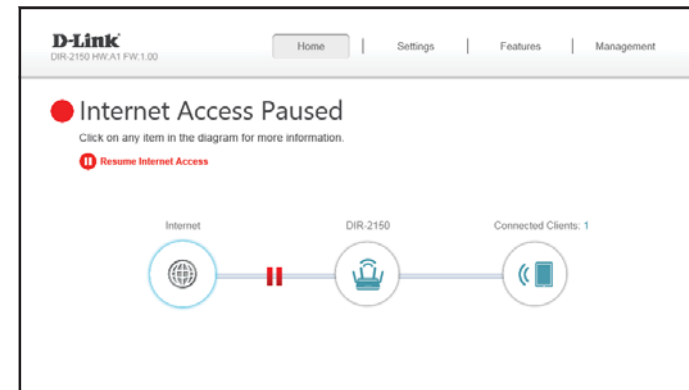 D-Link
DIR-2150 HW:A1 FW:1.00
Home | Settings | Features | Management
Internet Access Paused
Click on any item in the diagram for more information.
Resume Internet Access
Internet
DIR-2150
Connected Clients: 1